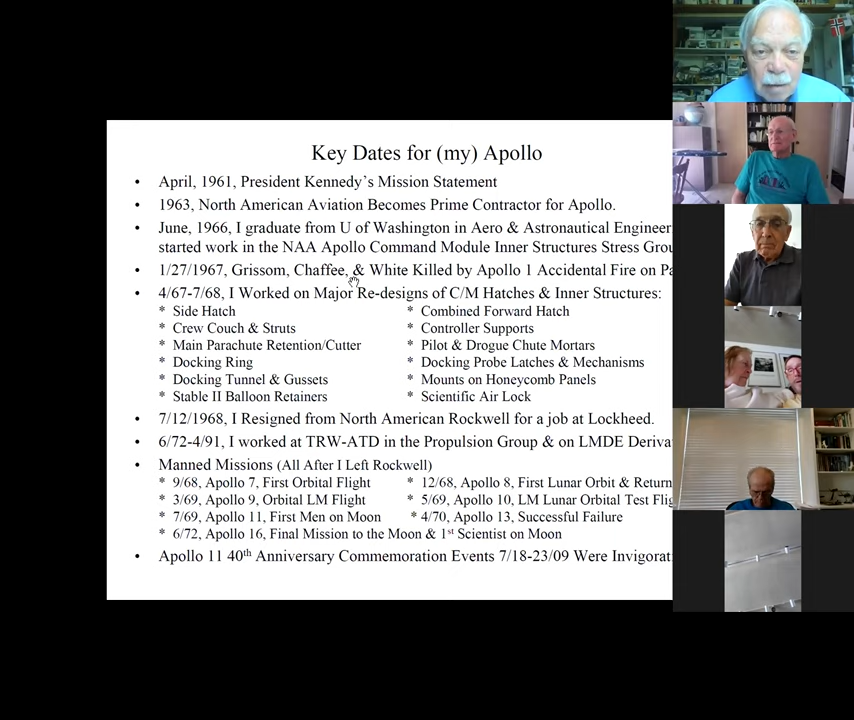 Key Dates for (my) Apollo
• April, 1961, President Kennedy's Mission Statement
• 1963, North American Aviation Becomes Prime Contractor for Apollo.
• June, 1966, I graduate from U of Washington in Aero & Astronautical Engineer
started work in the NAA Apollo Command Module Inner Structures Stress Grou
• 1/27/1967, Grissom, Chaffee, & White Killed by Apollo 1 Accidental Fire on Pa
• 4/67-7/68, I Worked on Major Re-designs of C/M Hatches & Inner Structures:
* Side Hatch * Combined Forward Hatch
* Crew Couch & Struts * Controller Supports
* Main Parachute Retention/Cutter * Pilot & Drogue Chute Mortars
* Docking Ring * Docking Probe Latches & Mechanisms
* Docking Tunnel & Gussets * Mounts on Honeycomb Panels
* Stable II Balloon Retainers * Scientific Air Lock
• 7/12/1968, I Resigned from North American Rockwell for a job at Lockheed.
• 6/72-4/91, I worked at TRW-ATD in the Propulsion Group & on LMDE Deriva
• Manned Missions (All After I Left Rockwell)
* 9/68, Apollo 7, First Orbital Flight * 12/68, Apollo 8, First Lunar Orbit & Return
* 3/69, Apollo 9, Orbital LM Flight * 5/69, Apollo 10, LM Lunar Orbital Test Flig
* 7/69, Apollo 11, First Men on Moon * 4/70, Apollo 13, Successful Failure
* 6/72, Apollo 16, Final Mission to the Moon & 1st Scientist on Moon
• Apollo 11 40th Anniversary Commemoration Events 7/18-23/09 Were Invigorati